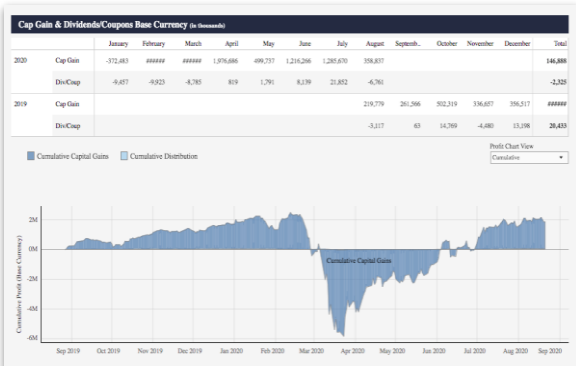 Cap Gain & Dividends/Coupons Base Currency (in thousands)
January February March April May June July August Septemb.. October November December Total
2020 Cap Gain -372,483 ###### ###### 1,976,686 499,737 1,216,266 1,285,670 358,837 146,888
Div/Coup -9,457 -9,923 -8,785 819 1,791 8,139 21,852 -6,761 -2,325
2019 Cap Gain 219,779 261,566 502,319 336,657 356,517 ######
Div/Coup -3,117 63 14,769 -4,480 13,198 20,433
Profit Chart View
Cumulative Capital Gains Cumulative Distribution
Cumulative
Cumulative Profit (Base Currency)
2M
0M
-2M
-4M
-6M
Cumulative Capital Gains
Sep 2019 Oct 2019 Nov 2019 Dec 2019 Jan 2020 Feb 2020 Mar 2020 Apr 2020 May 2020 Jun 2020 Jul 2020 Aug 2020 Sep 2020